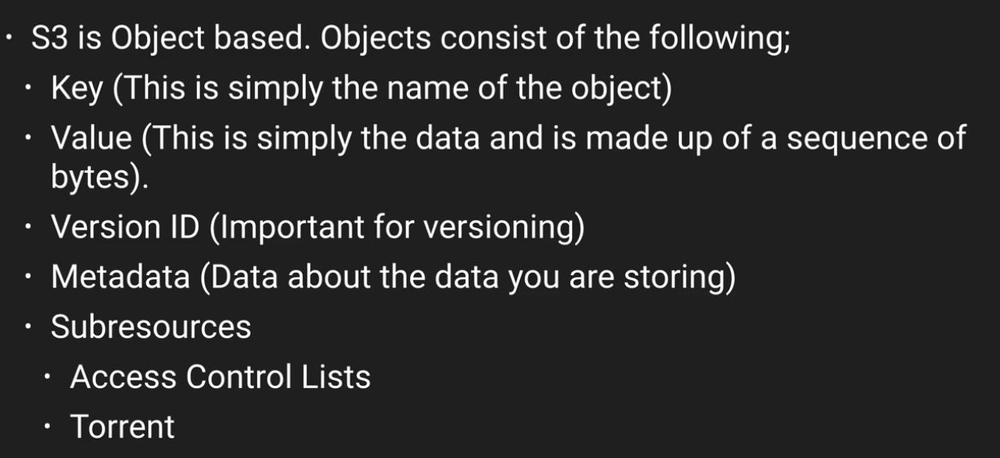 · S3 is Object based. Objects consist of the following;
· Key (This is simply the name of the object)
· Value (This is simply the data and is made up of a sequence of
bytes).
· Version ID (Important for versioning)
· Metadata (Data about the data you are storing)
· Subresources
· Access Control Lists
· Torrent